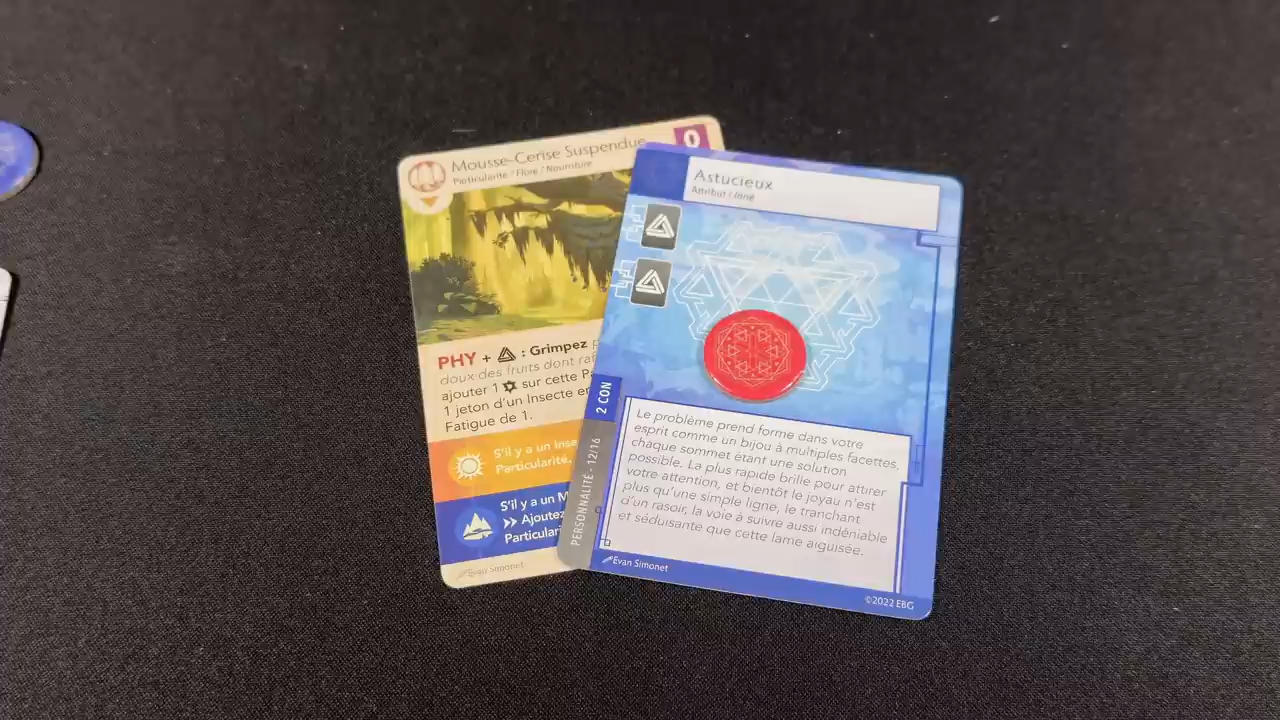 Mousse-Cerise Suspendue
Particularité / Flore / Nourriture
0
PHY + : Grimpez
doux des fruits dont
ajouter 1 sur cette
1 jeton d'un Insecte
Fatigue de 1.
S'il y a un
Particularité,
S'il y a un
Ajoutez
Evan Simonet
Astucieux
Attribut / Inné
2 CON
PERSONNALITÉ - 12/16
Le problème prend forme dans votre
esprit comme un bijou à multiples facettes,
chaque sommet étant une solution
possible. La plus rapide brille pour attirer
votre attention, et bientôt le joyau n'est
plus qu'une simple ligne, le tranchant
d'un rasoir, la voie à suivre aussi indéniable
et séduisante que cette lame aiguisée.
Evan Simonet
©2022 EBG